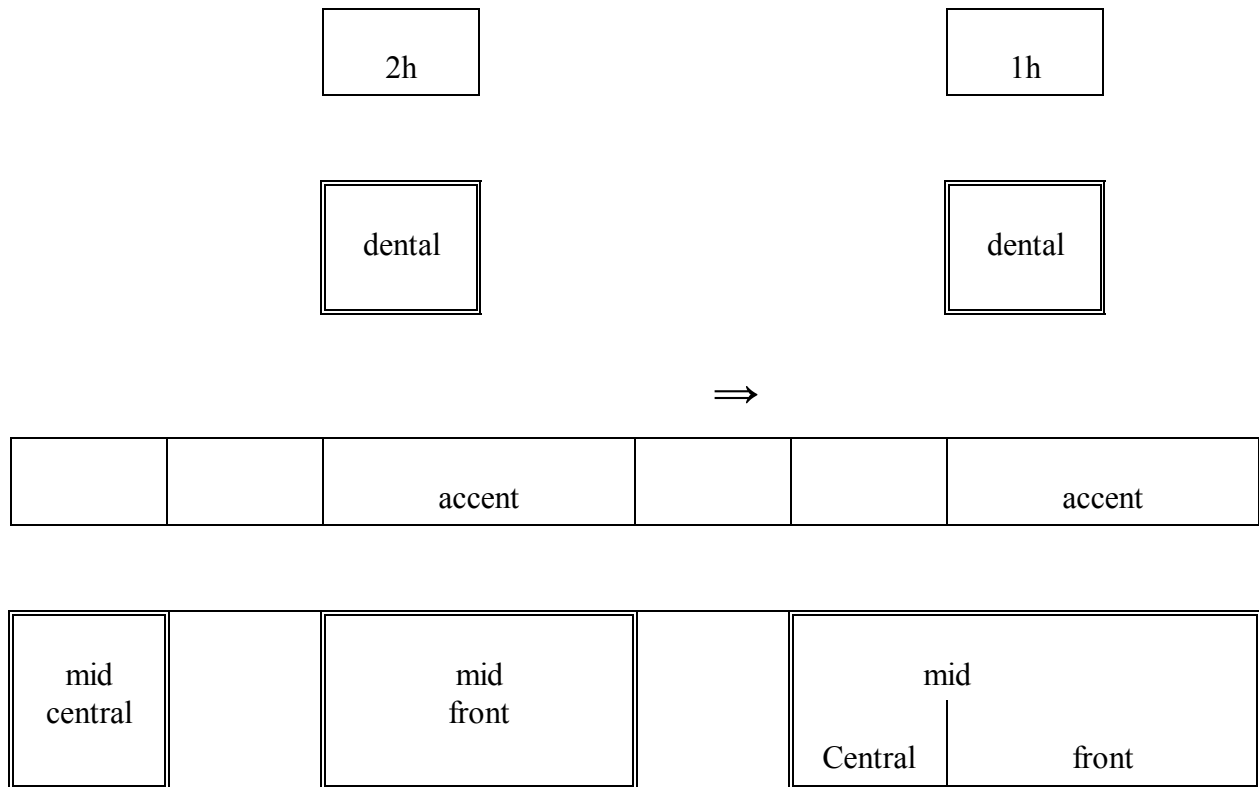 2h 1h
dental dental
⇒
accent accent
mid mid mid
central front
Central front